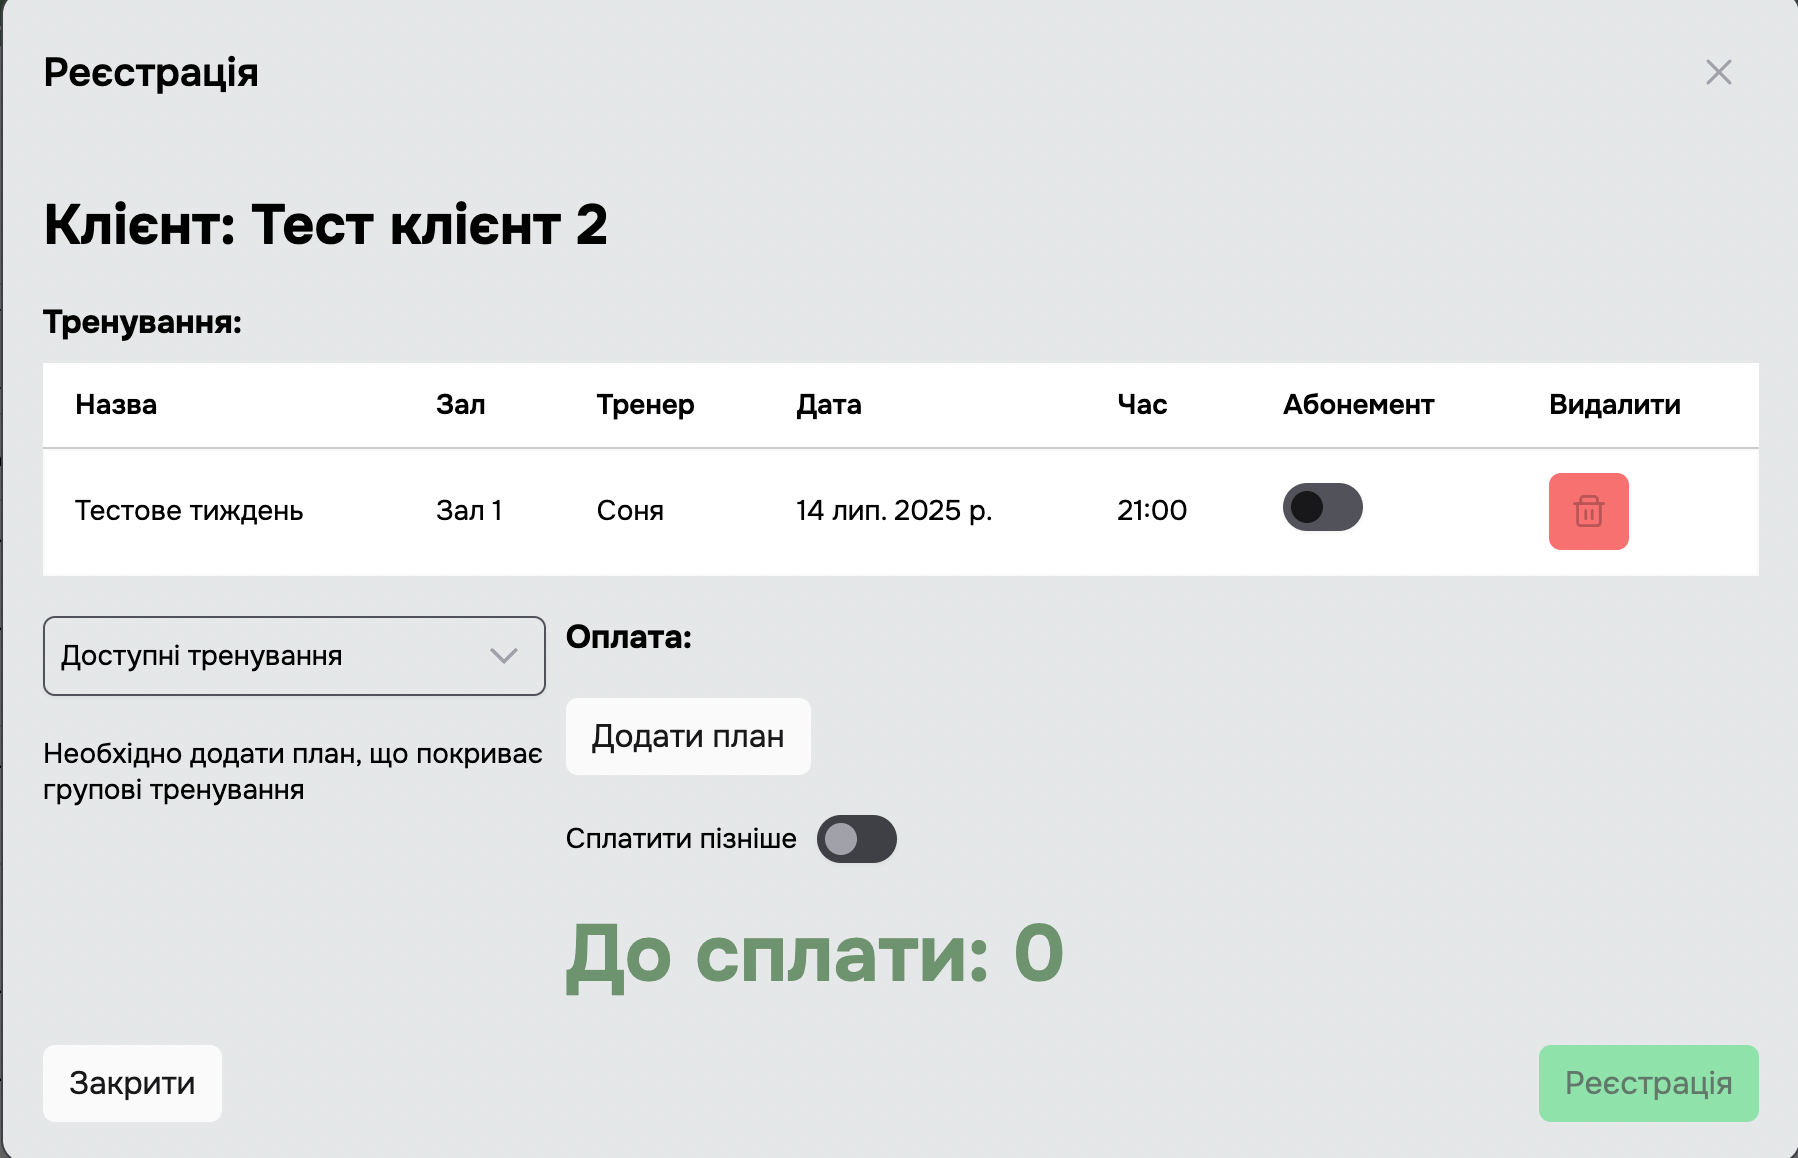 Реєстрація
Клієнт: Тест клієнт 2
Тренування:
Назва Зал Тренер Дата Час Абонемент Видалити
Тестове тиждень Зал 1 Соня 14 лип. 2025 р. 21:00
Доступні тренування
Необхідно додати план, що покриває
групові тренування
Оплата:
Додати план
Сплатити пізніше
До сплати: 0
Закрити
Реєстрація